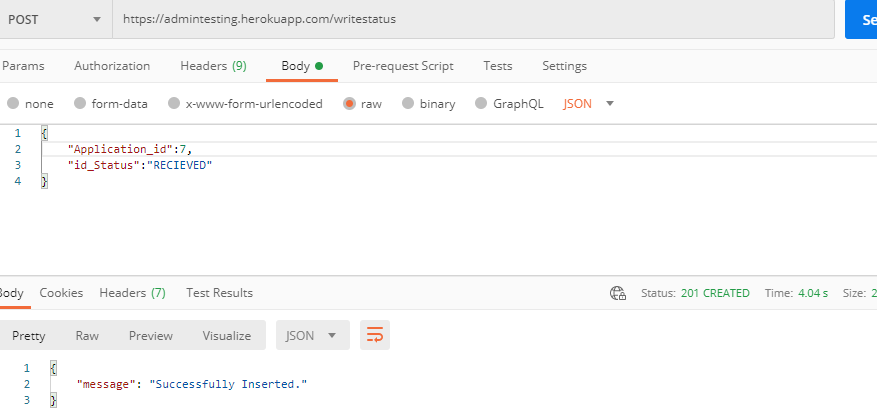 POST https://admintesting.herokuapp.com/writestatus Se
Params Authorization Headers (9) Body Pre-request Script Tests Settings
none form-data x-www-form-urlencoded raw binary GraphQL JSON
1 {
2 "Application_id":7,
3 "id_Status":"RECIEVED"
4 }
Body Cookies Headers (7) Test Results Status: 201 CREATED Time: 4.04 s Size: 2
Pretty Raw Preview Visualize JSON
1 {
2 "message": "Successfully Inserted."
3 }